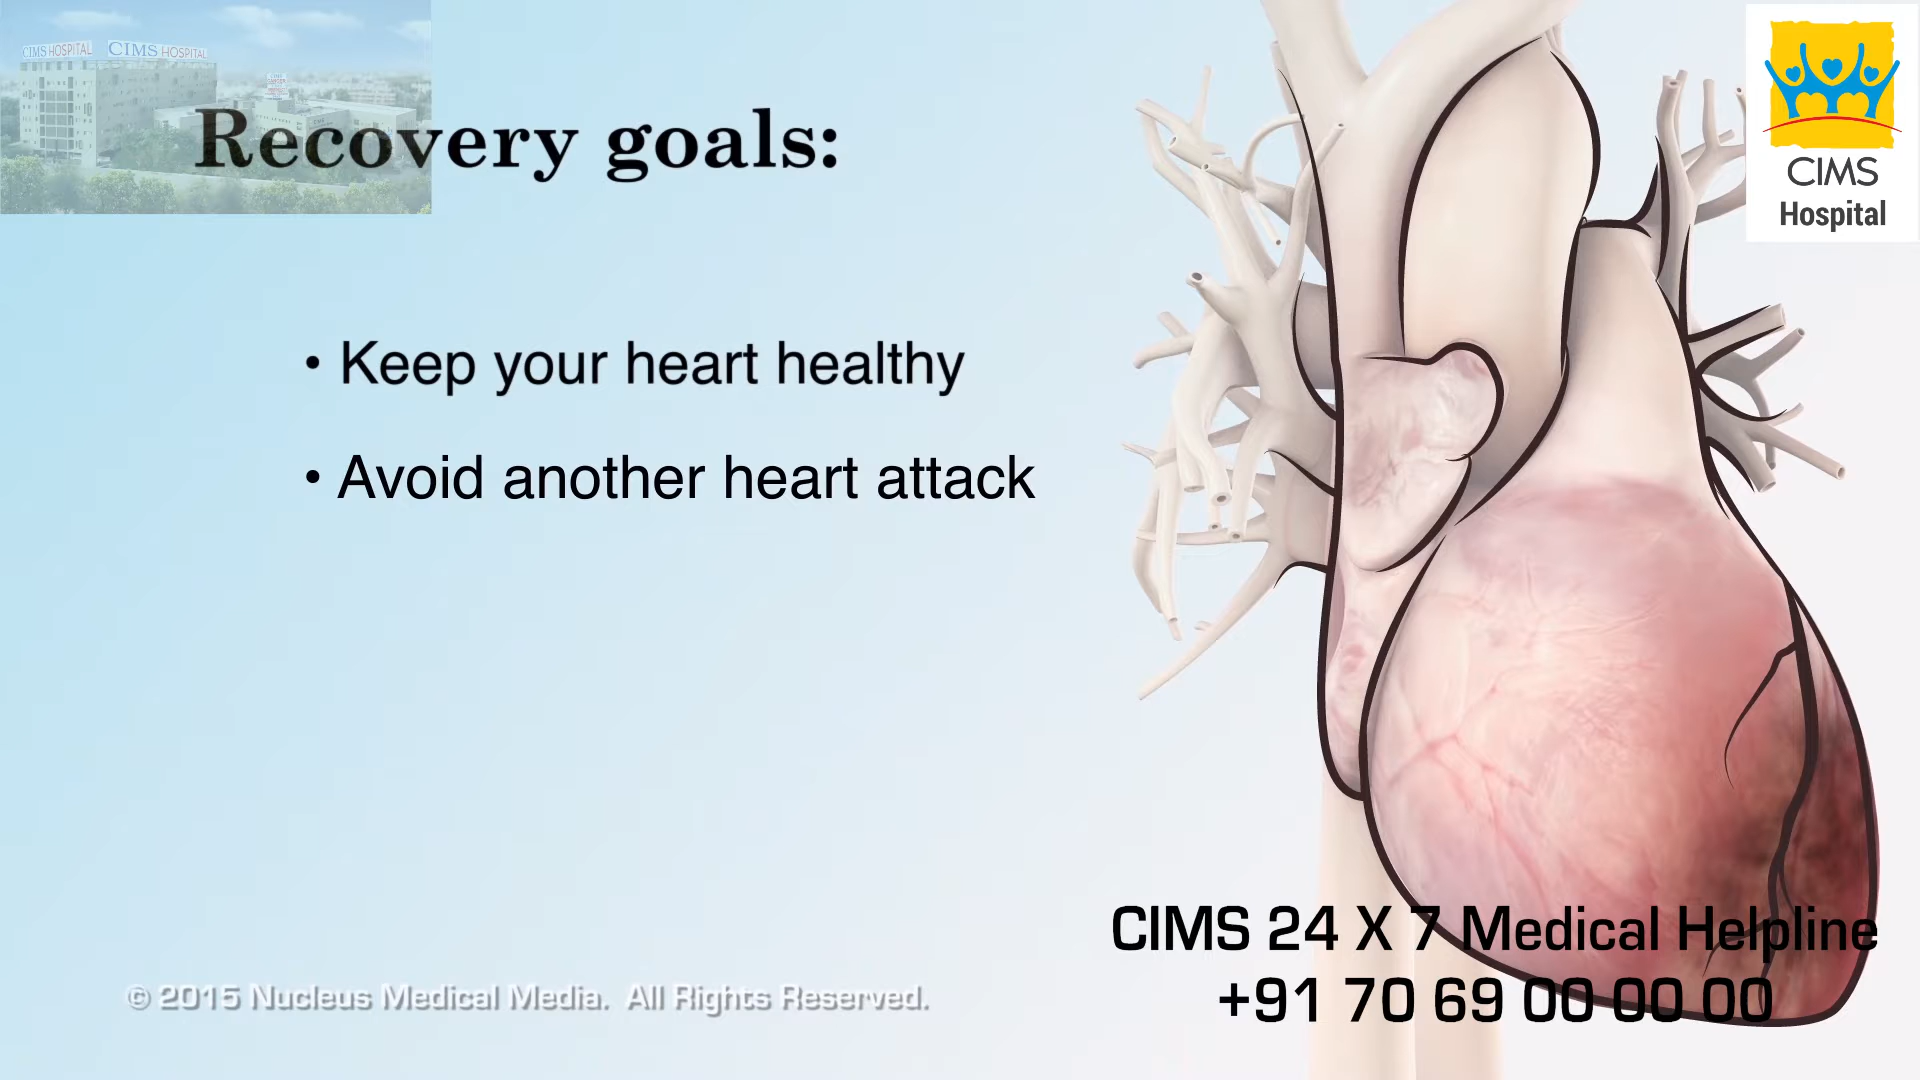 CIMS HOSPITAL CIMS HOSPITAL
Recovery goals:
CIMS
Hospital
• Keep your heart healthy
• Avoid another heart attack
CIMS 24 X 7 Medical Helpline
+91 70 69 00 00 00
© 2015 Nucleus Medical Media. All Rights Reserved.